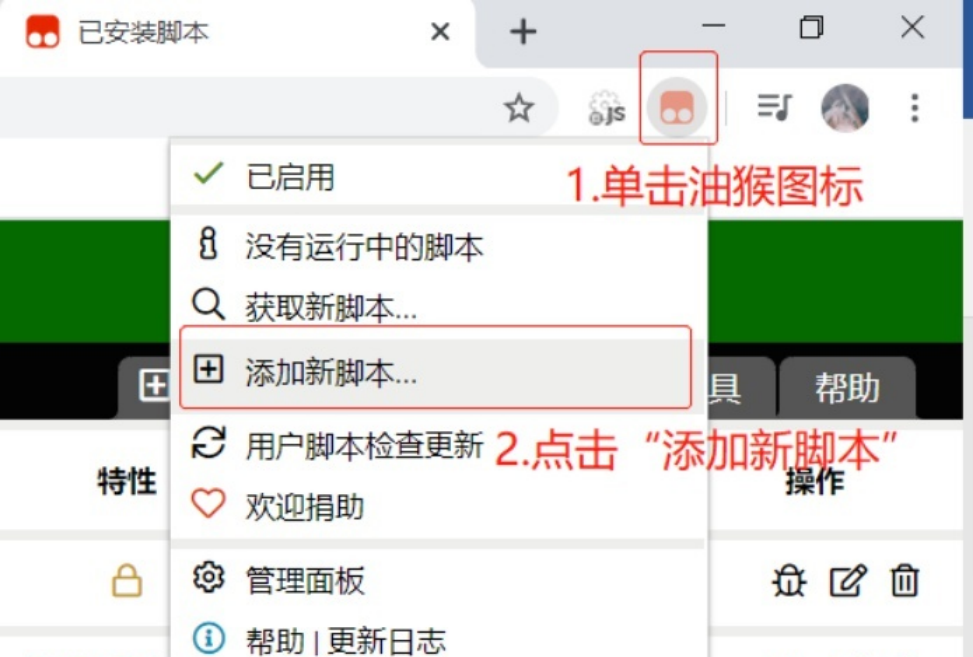 已安装脚本
JS
已启用
1.单击油猴图标
没有运行中的脚本
获取新脚本...
添加新脚本...
具
帮助
用户脚本检查更新
2.点击“添加新脚本”
特性
操作
欢迎捐助
管理面板
帮助 | 更新日志